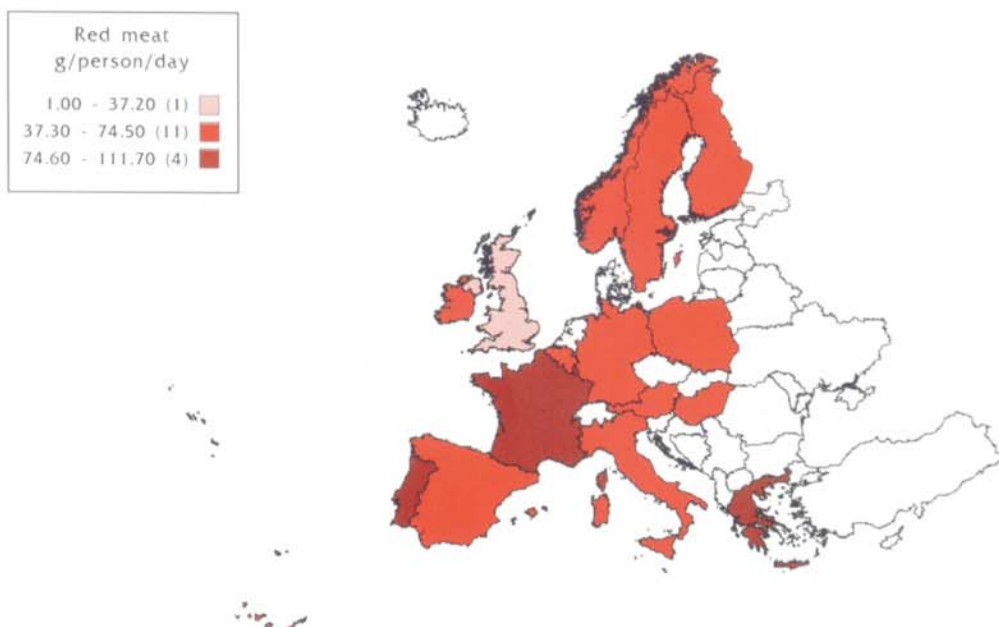 Red meat
g/person/day
1.00 - 37.20 (1)
37.30 - 74.50 (11)
74.60 - 111.70 (4)